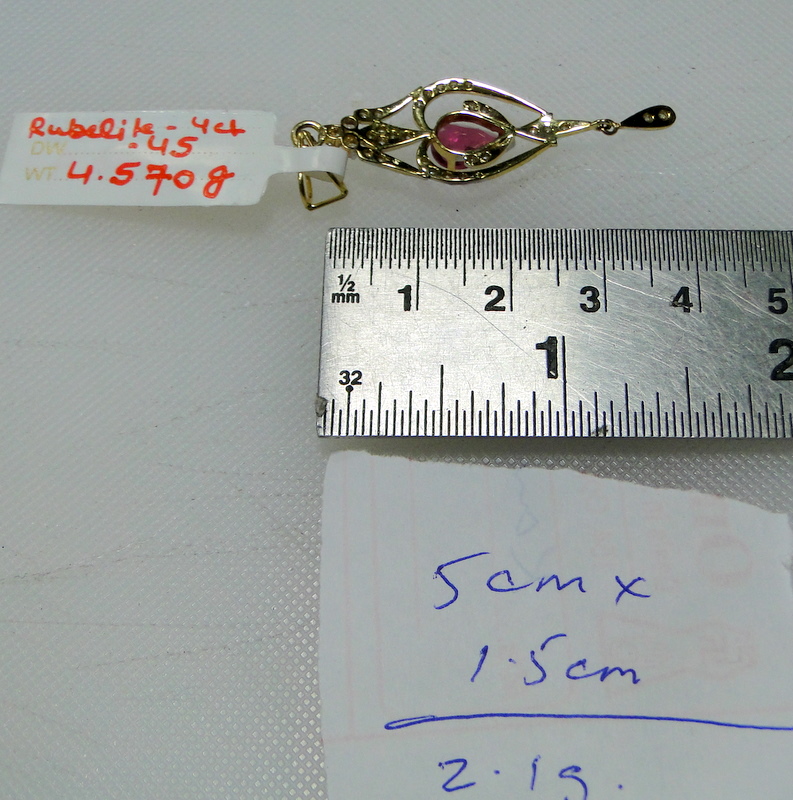 Rubelite - 4ct
DW........ .45
WT.. 4.570g
1/2 mm 1 2 3 4 5
1 2
32
5cm x
1.5cm
2.1g.